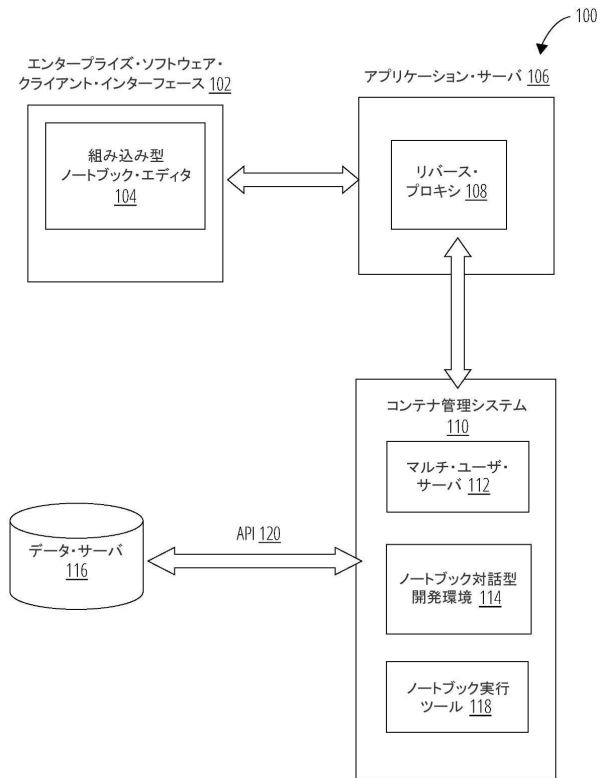 100
エンタープライズ・ソフトウェア・
クライアント・インターフェース 102
アプリケーション・サーバ 106
組み込み型
ノートブック・エディタ
104
リバース・
プロキシ 108
コンテナ管理システム
110
マルチ・ユーザ・
サーバ 112
API 120
データ・サーバ
116
ノートブック対話型
開発環境 114
ノートブック実行
ツール 118